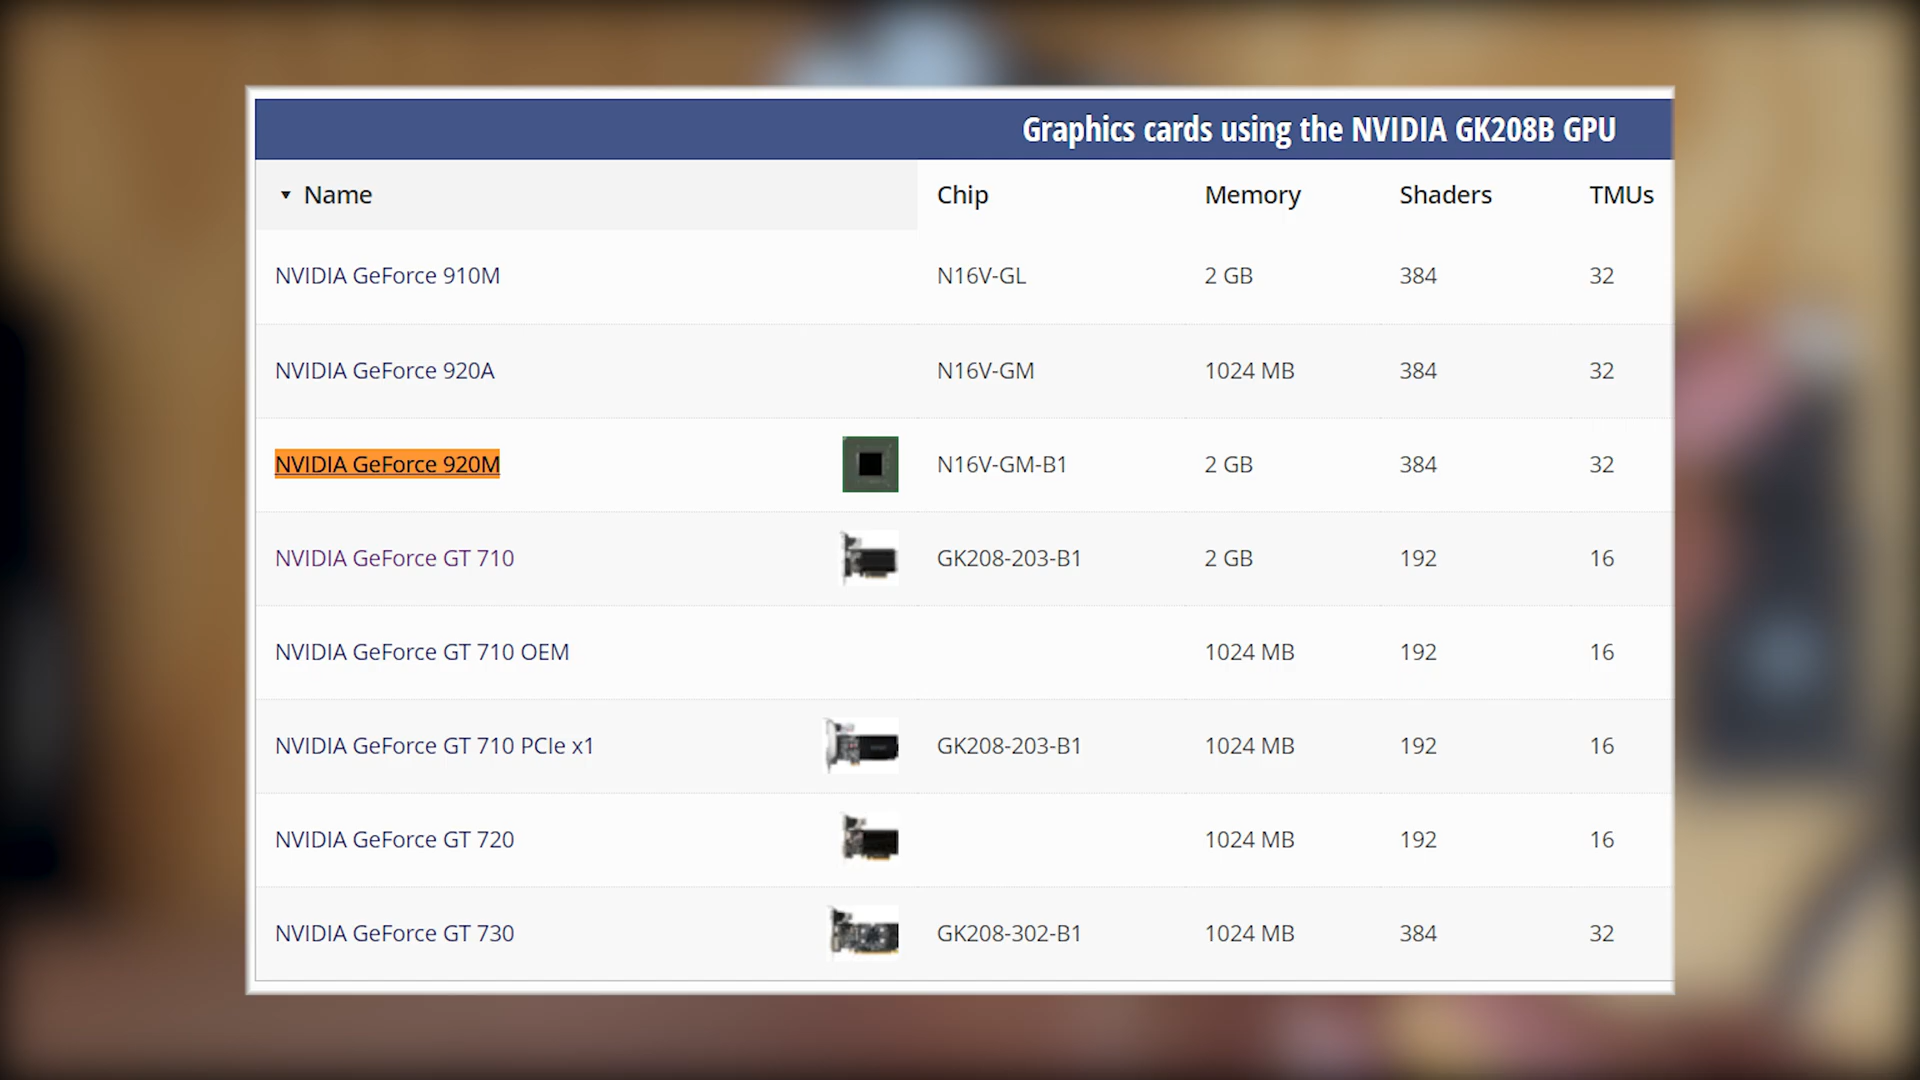 Graphics cards using the NVIDIA GK208B GPU
▼ Name Chip Memory Shaders TMUs
NVIDIA GeForce 910M N16V-GL 2 GB 384 32
NVIDIA GeForce 920A N16V-GM 1024 MB 384 32
NVIDIA GeForce 920M N16V-GM-B1 2 GB 384 32
NVIDIA GeForce GT 710 GK208-203-B1 2 GB 192 16
NVIDIA GeForce GT 710 OEM 1024 MB 192 16
NVIDIA GeForce GT 710 PCIe x1 GK208-203-B1 1024 MB 192 16
NVIDIA GeForce GT 720 1024 MB 192 16
NVIDIA GeForce GT 730 GK208-302-B1 1024 MB 384 32